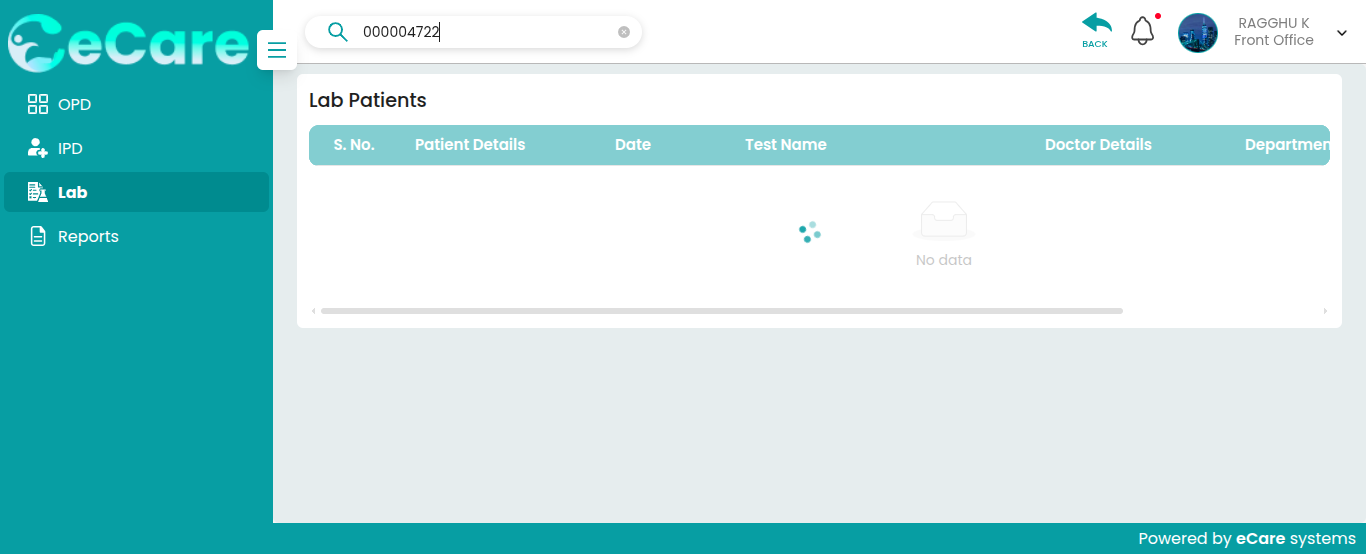 eCare
000004722
BACK
RAGGHU K
Front Office
OPD
IPD
Lab
Reports
Lab Patients
S. No. Patient Details Date Test Name Doctor Details Departmen
No data
Powered by eCare systems